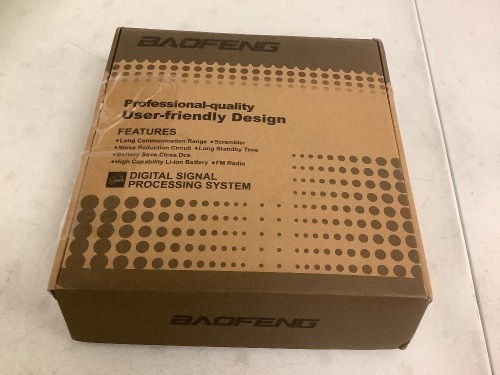 BAOFENG
Professional-quality
User-friendly Design
FEATURES
●Long Communication Range ●Scrambler
●Noise Reduction Circuit ●Long Standby Time
●Battery Save.Ctcss.Dcs
●High Capability Li-ion Battery ●FM Radio
DIGITAL SIGNAL
PROCESSING SYSTEM
BAOFENG